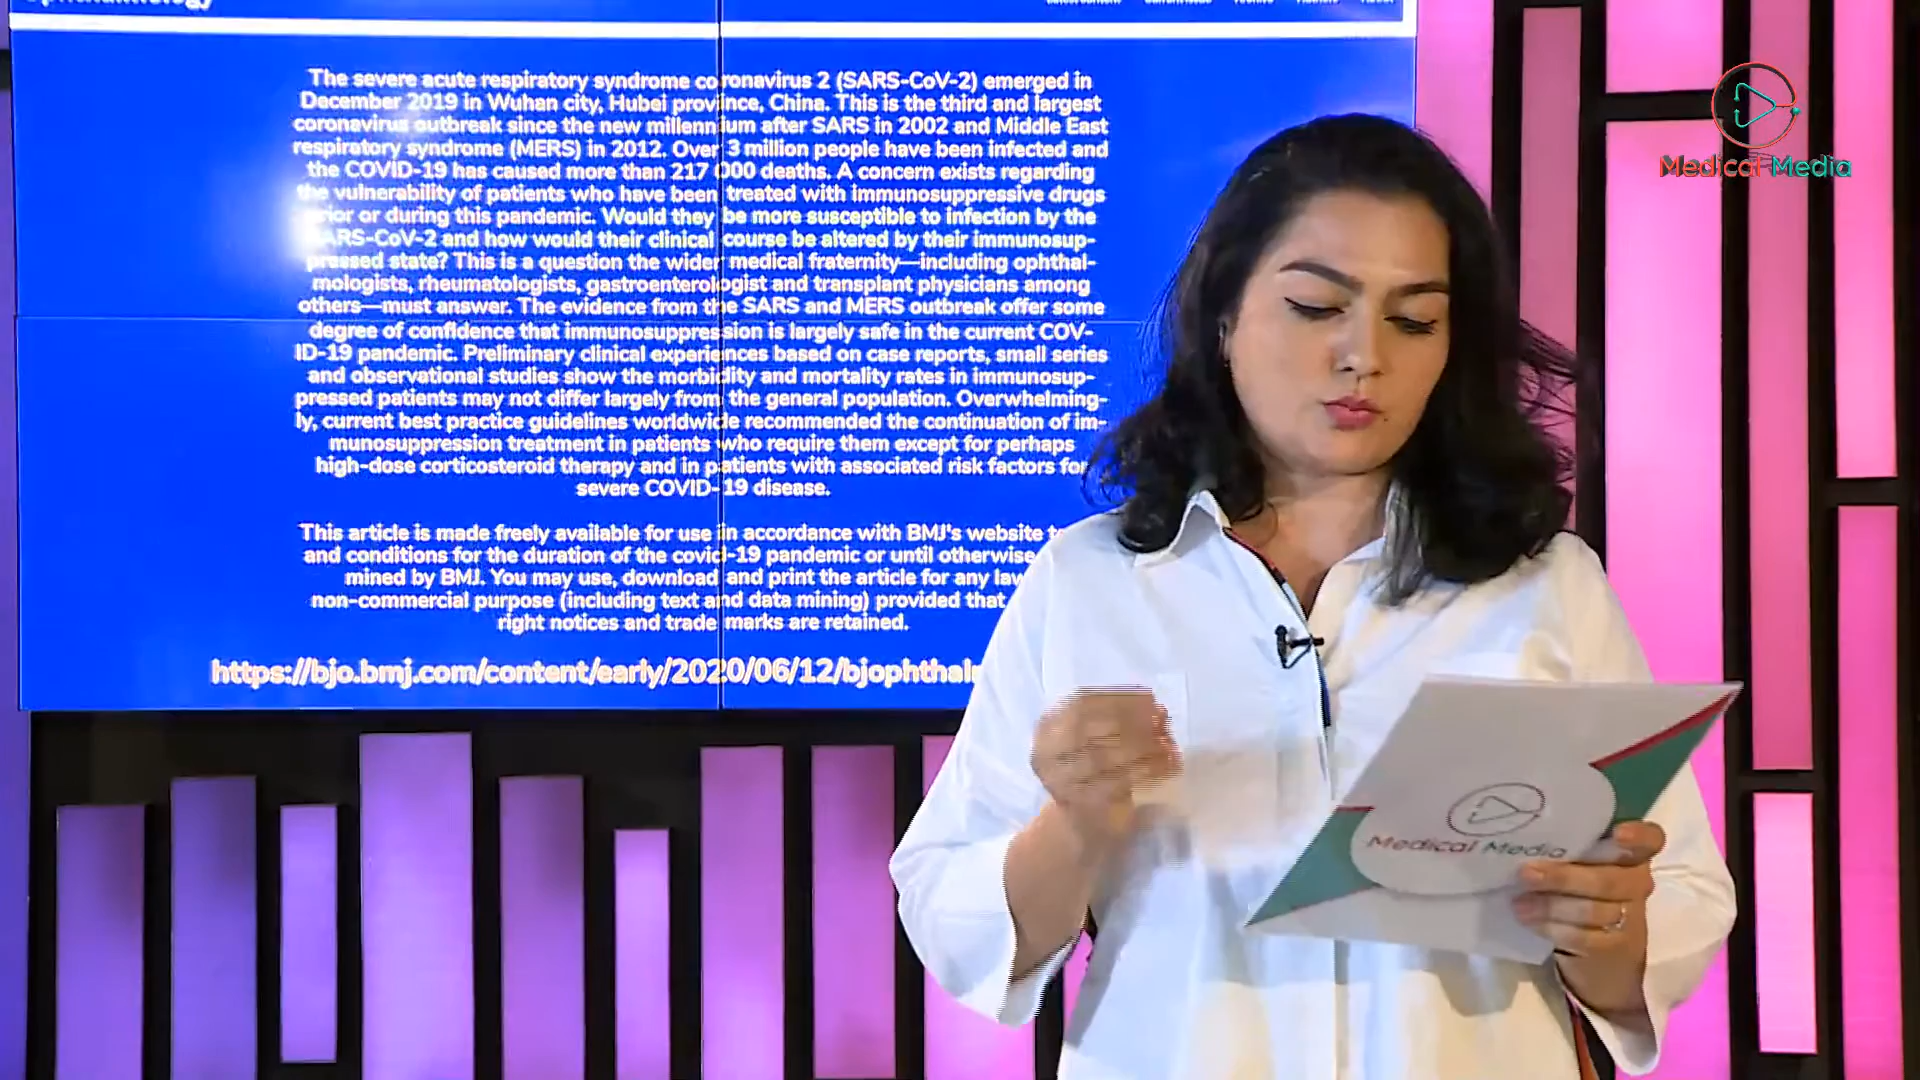 The severe acute respiratory syndrome coronavirus 2 (SARS-CoV-2) emerged in
December 2019 in Wuhan city, Hubei province, China. This is the third and largest
coronavirus outbreak since the new millennium after SARS in 2002 and Middle East
respiratory syndrome (MERS) in 2012. Over 3 million people have been infected and
the COVID-19 has caused more than 217 000 deaths. A concern exists regarding
the vulnerability of patients who have been treated with immunosuppressive drugs
prior or during this pandemic. Would they be more susceptible to infection by the
SARS-CoV-2 and how would their clinical course be altered by their immunosup-
pressed state? This is a question the wider medical fraternity—including ophthal-
mologists, rheumatologists, gastroenterologist and transplant physicians among
others—must answer. The evidence from the SARS and MERS outbreak offer some
degree of confidence that immunosuppression is largely safe in the current COV-
ID-19 pandemic. Preliminary clinical experiences based on case reports, small series
and observational studies show the morbidity and mortality rates in immunosup-
pressed patients may not differ largely from the general population. Overwhelming-
ly, current best practice guidelines worldwide recommended the continuation of im-
munosuppression treatment in patients who require them except for perhaps
high-dose corticosteroid therapy and in patients with associated risk factors for
severe COVID-19 disease.
This article is made freely available for use in accordance with BMJ's website
and conditions for the duration of the covid-19 pandemic or until otherwise
mined by BMJ. You may use, download and print the article for any
non-commercial purpose (including text and data mining) provided that
right notices and trade marks are retained.
https://bjo.bmj.com/content/early/2020/06/12/bjophthal
Medical Media
Medical Media